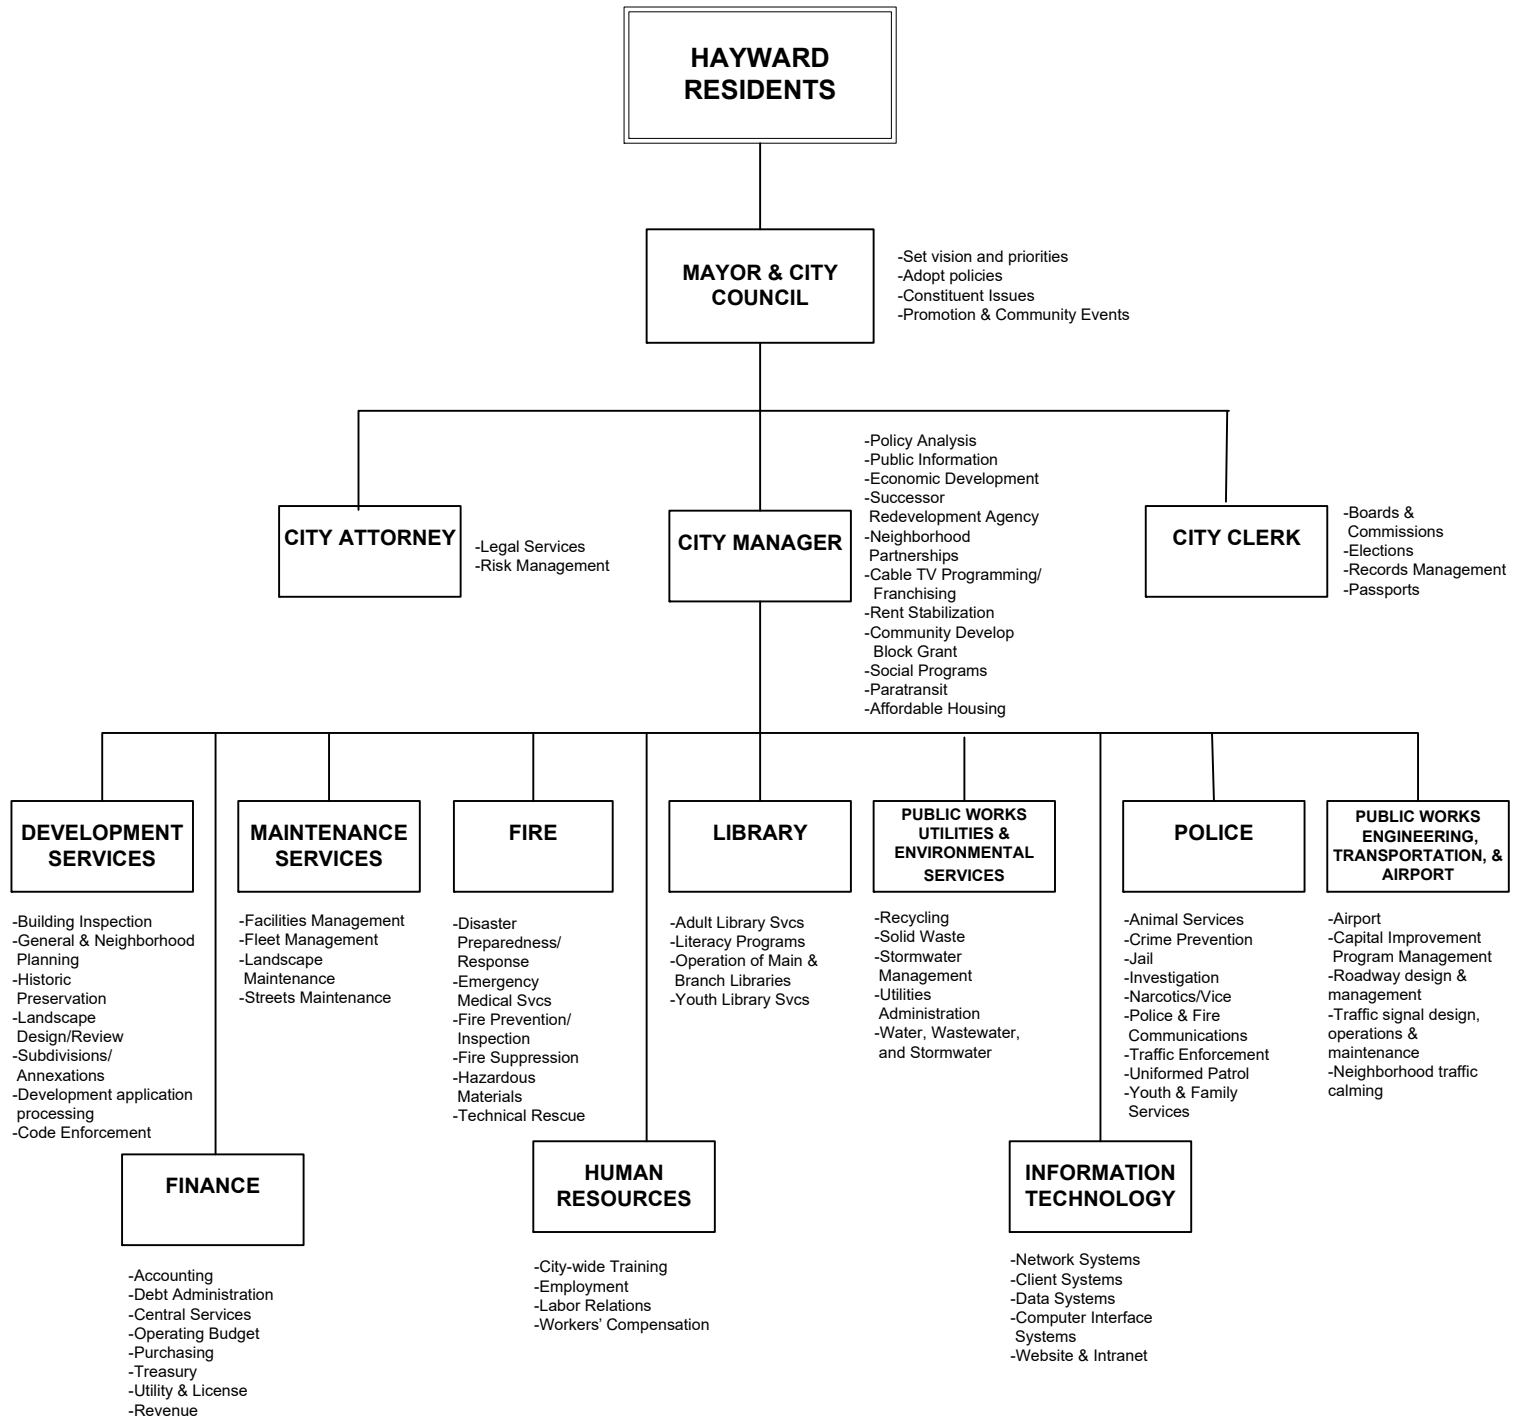 HAYWARD
RESIDENTS
MAYOR & CITY
COUNCIL
-Set vision and priorities
-Adopt policies
-Constituent Issues
-Promotion & Community Events
CITY ATTORNEY
-Legal Services
-Risk Management
CITY MANAGER
-Policy Analysis
-Public Information
-Economic Development
-Successor
Redevelopment Agency
-Neighborhood
Partnerships
-Cable TV Programming/
Franchising
-Rent Stabilization
-Community Develop
Block Grant
-Social Programs
-Paratransit
-Affordable Housing
CITY CLERK
-Boards &
Commissions
-Elections
-Records Management
-Passports
DEVELOPMENT
SERVICES
-Building Inspection
-General & Neighborhood
Planning
-Historic
Preservation
-Landscape
Design/Review
-Subdivisions/
Annexations
-Development application
processing
-Code Enforcement
MAINTENANCE
SERVICES
-Facilities Management
-Fleet Management
-Landscape
Maintenance
-Streets Maintenance
FIRE
-Disaster
Preparedness/
Response
-Emergency
Medical Svcs
-Fire Prevention/
Inspection
-Fire Suppression
-Hazardous
Materials
-Technical Rescue
LIBRARY
-Adult Library Svcs
-Literacy Programs
-Operation of Main &
Branch Libraries
-Youth Library Svcs
PUBLIC WORKS
UTILITIES &
ENVIRONMENTAL
SERVICES
-Recycling
-Solid Waste
-Stormwater
Management
-Utilities
Administration
-Water, Wastewater,
and Stormwater
POLICE
-Animal Services
-Crime Prevention
-Jail
-Investigation
-Narcotics/Vice
-Police & Fire
Communications
-Traffic Enforcement
-Uniformed Patrol
-Youth & Family
Services
PUBLIC WORKS
ENGINEERING,
TRANSPORTATION, &
AIRPORT
-Airport
-Capital Improvement
Program Management
-Roadway design &
management
-Traffic signal design,
operations &
maintenance
-Neighborhood traffic
calming
FINANCE
-Accounting
-Debt Administration
-Central Services
-Operating Budget
-Purchasing
-Treasury
-Utility & License
-Revenue
HUMAN
RESOURCES
-City-wide Training
-Employment
-Labor Relations
-Workers' Compensation
INFORMATION
TECHNOLOGY
-Network Systems
-Client Systems
-Data Systems
-Computer Interface
Systems
-Website & Intranet